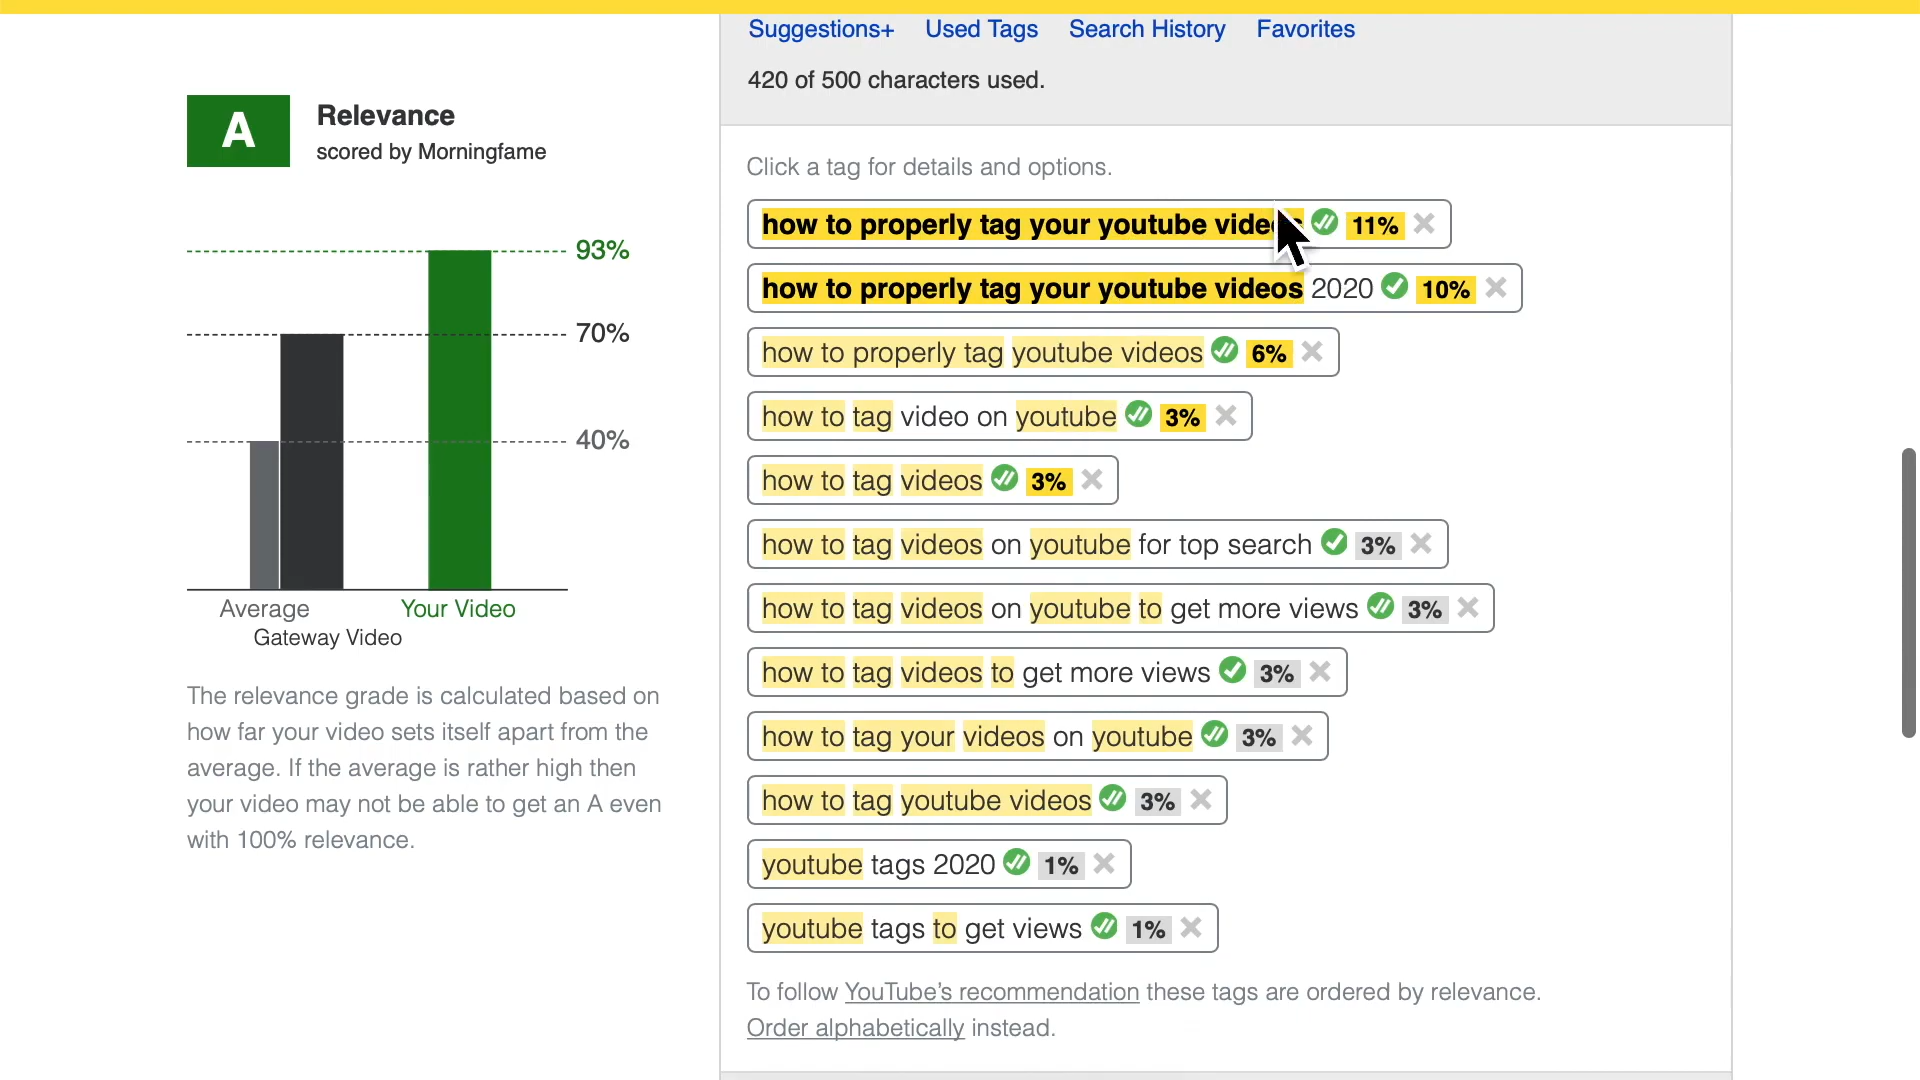 Suggestions+ Used Tags Search History Favorites
420 of 500 characters used.
A
Relevance
scored by Morningfame
93%
70%
40%
Average
Your Video
Gateway Video
The relevance grade is calculated based on
how far your video sets itself apart from the
average. If the average is rather high then
your video may not be able to get an A even
with 100% relevance.
Click a tag for details and options.
how to properly tag your youtube videos 11%
how to properly tag your youtube videos 2020 10%
how to properly tag youtube videos 6%
how to tag video on youtube 3%
how to tag videos 3%
how to tag videos on youtube for top search 3%
how to tag videos on youtube to get more views 3%
how to tag videos to get more views 3%
how to tag your videos on youtube 3%
how to tag youtube videos 3%
youtube tags 2020 1%
youtube tags to get views 1%
To follow YouTube's recommendation these tags are ordered by relevance.
Order alphabetically instead.